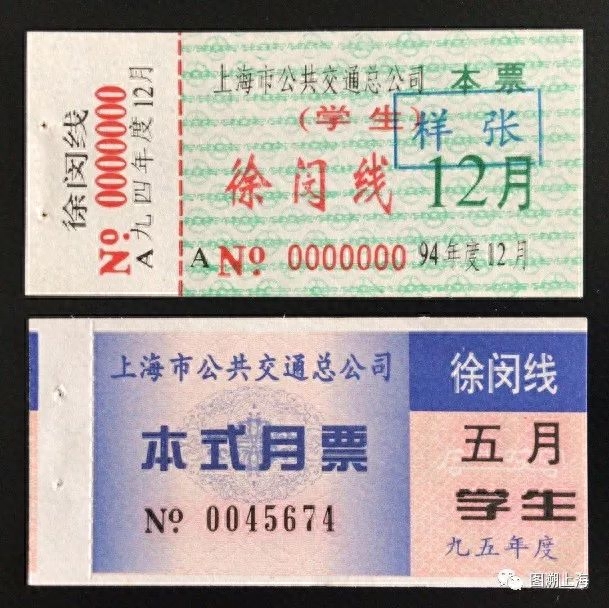 徐闵线
Nº 0000000
A 九四年度12月
上海市公共交通总公司 本票
(学生)
样张
徐闵线 12月
A Nº 0000000 94年度12月
上海市公共交通总公司
本式月票
Nº 0045674
徐闵线
五月
学生
九五年度
图溯上海